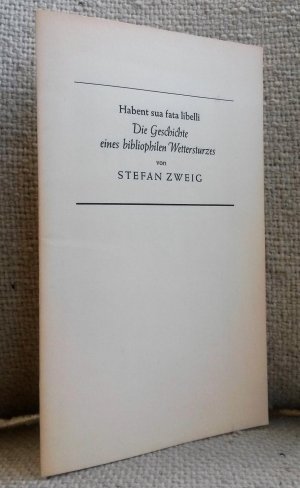 Habent sua fata libelli
Die Geschichte
eines bibliophilen Wettersturzes
von
STEFAN ZWEIG